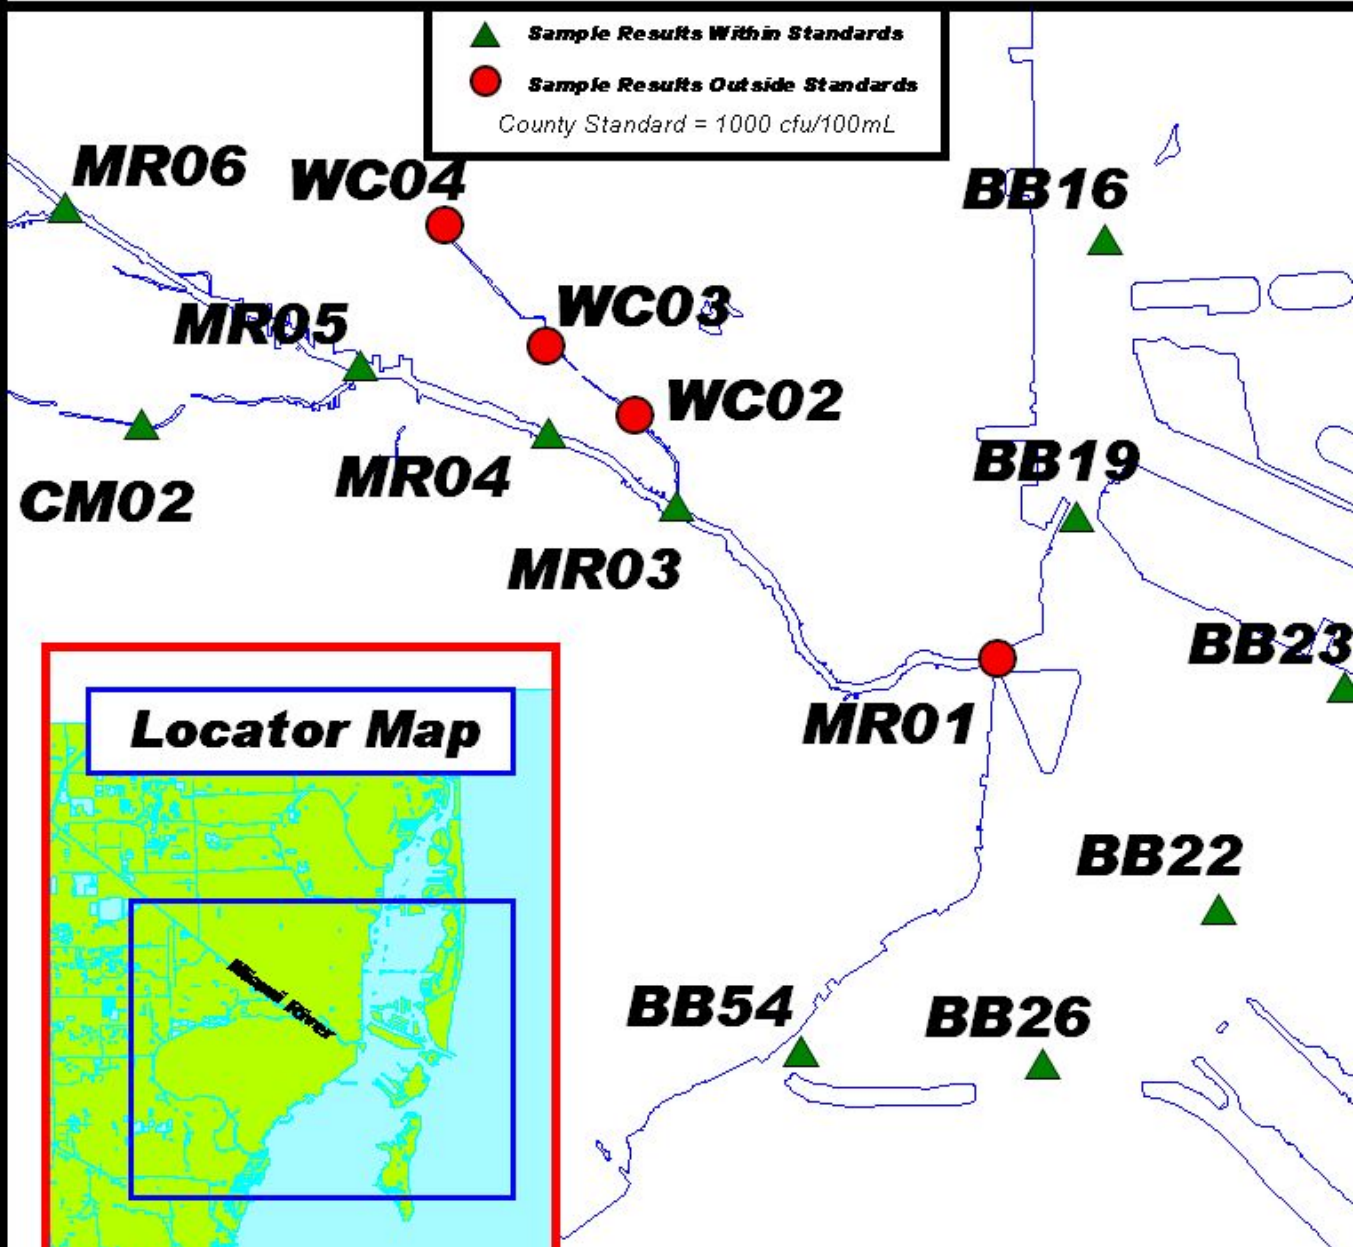 Sample Results Within Standards
Sample Results Outside Standards
County Standard = 1000 cfu/100mL
MR06
WC04
BB16
WC03
MR05
WC02
BB19
MR04
CM02
MR03
BB23
MR01
Locator Map
BB22
Miami River
BB54
BB26